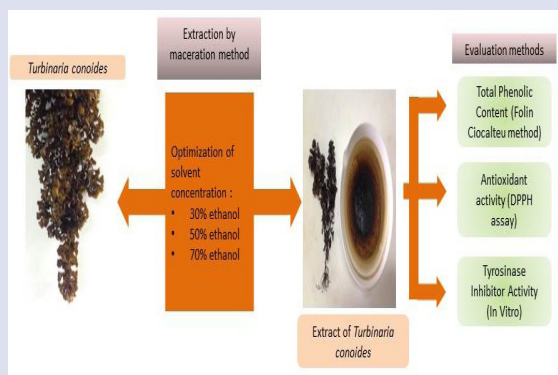 Turbinaria conoides
Extraction by
maceration method
Optimization of
solvent
concentration :
• 30% ethanol
• 50% ethanol
• 70% ethanol
Extract of Turbinaria
conoides
Evaluation methods
Total Phenolic
Content (Folin
Ciocalteu method)
Antioxidant
activity (DPPH
assay)
Tyrosinase
Inhibitor Activity
(In Vitro)